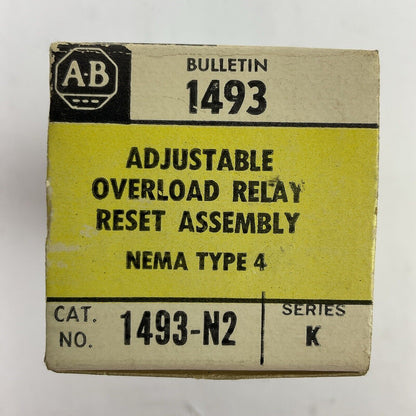 A-B
BULLETIN
1493
ADJUSTABLE
OVERLOAD RELAY
RESET ASSEMBLY
NEMA TYPE 4
CAT.
NO.
1493-N2
SERIES
K